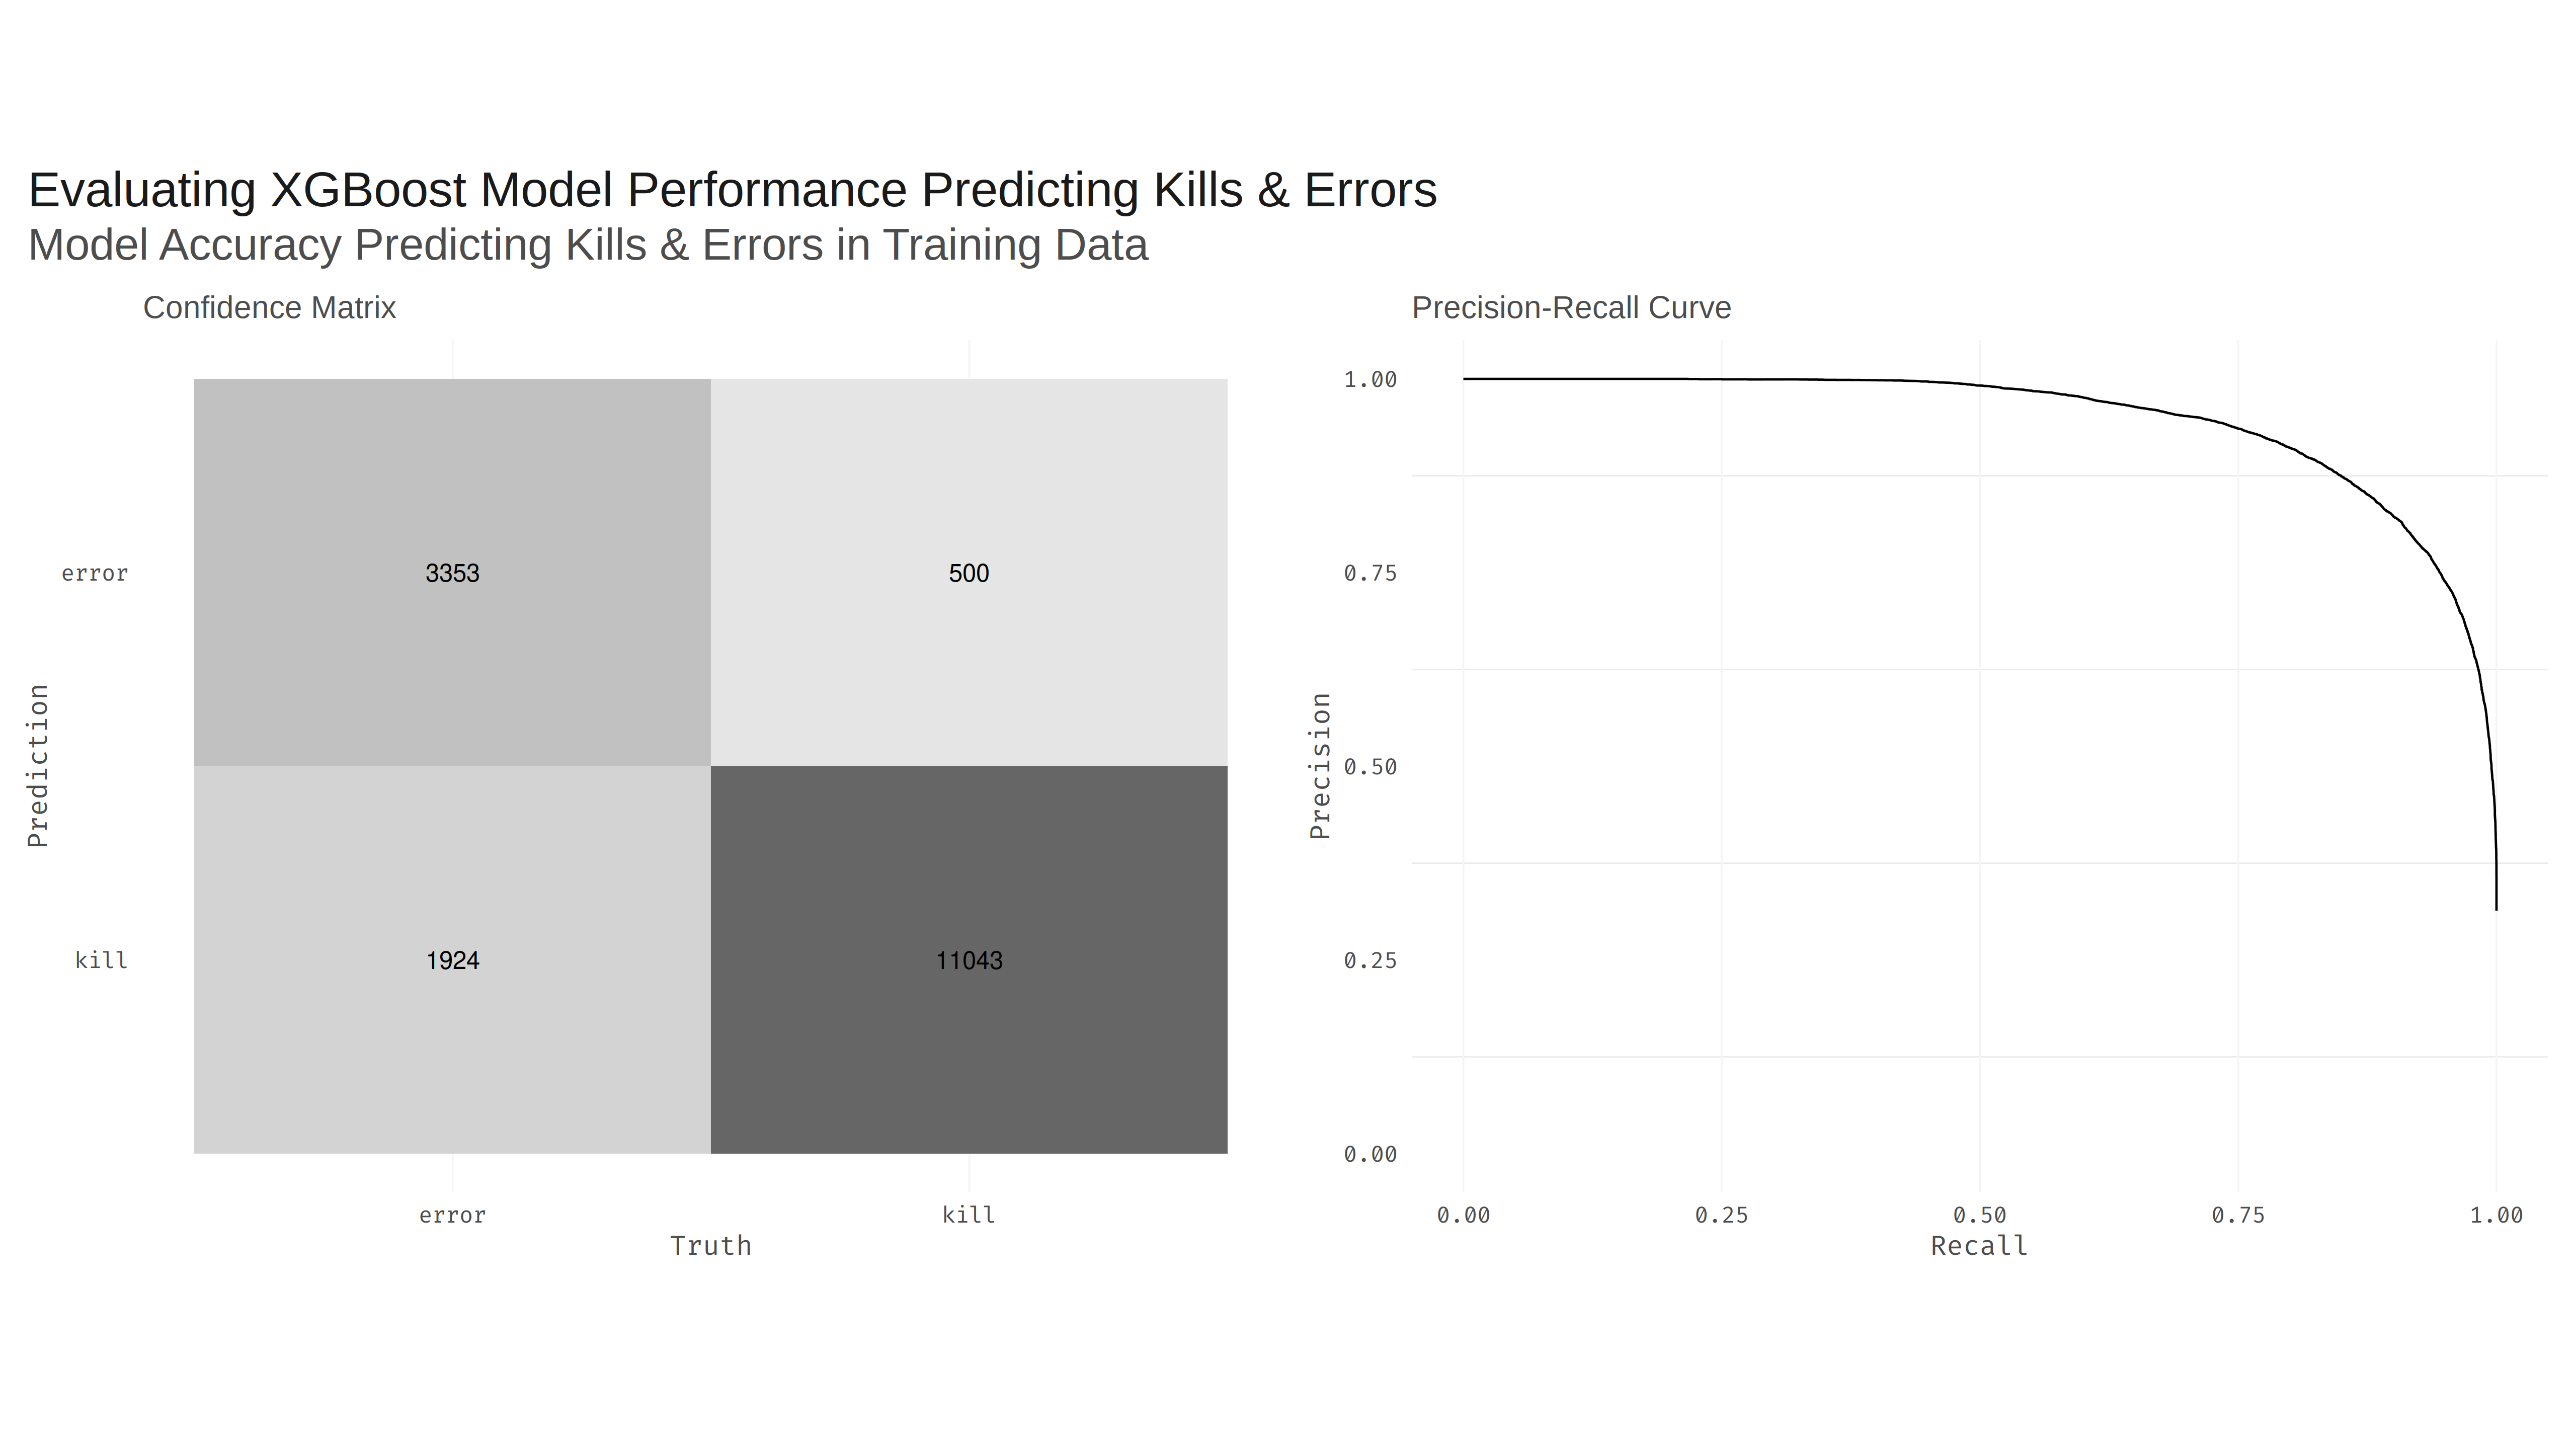 Evaluating XGBoost Model Performance Predicting Kills & Errors
Model Accuracy Predicting Kills & Errors in Training Data
Confidence Matrix
Prediction
error
kill
3353
500
1924
11043
error
kill
Truth
Precision-Recall Curve
Precision
1.00
0.75
0.50
0.25
0.00
0.00
0.25
0.50
0.75
1.00
Recall